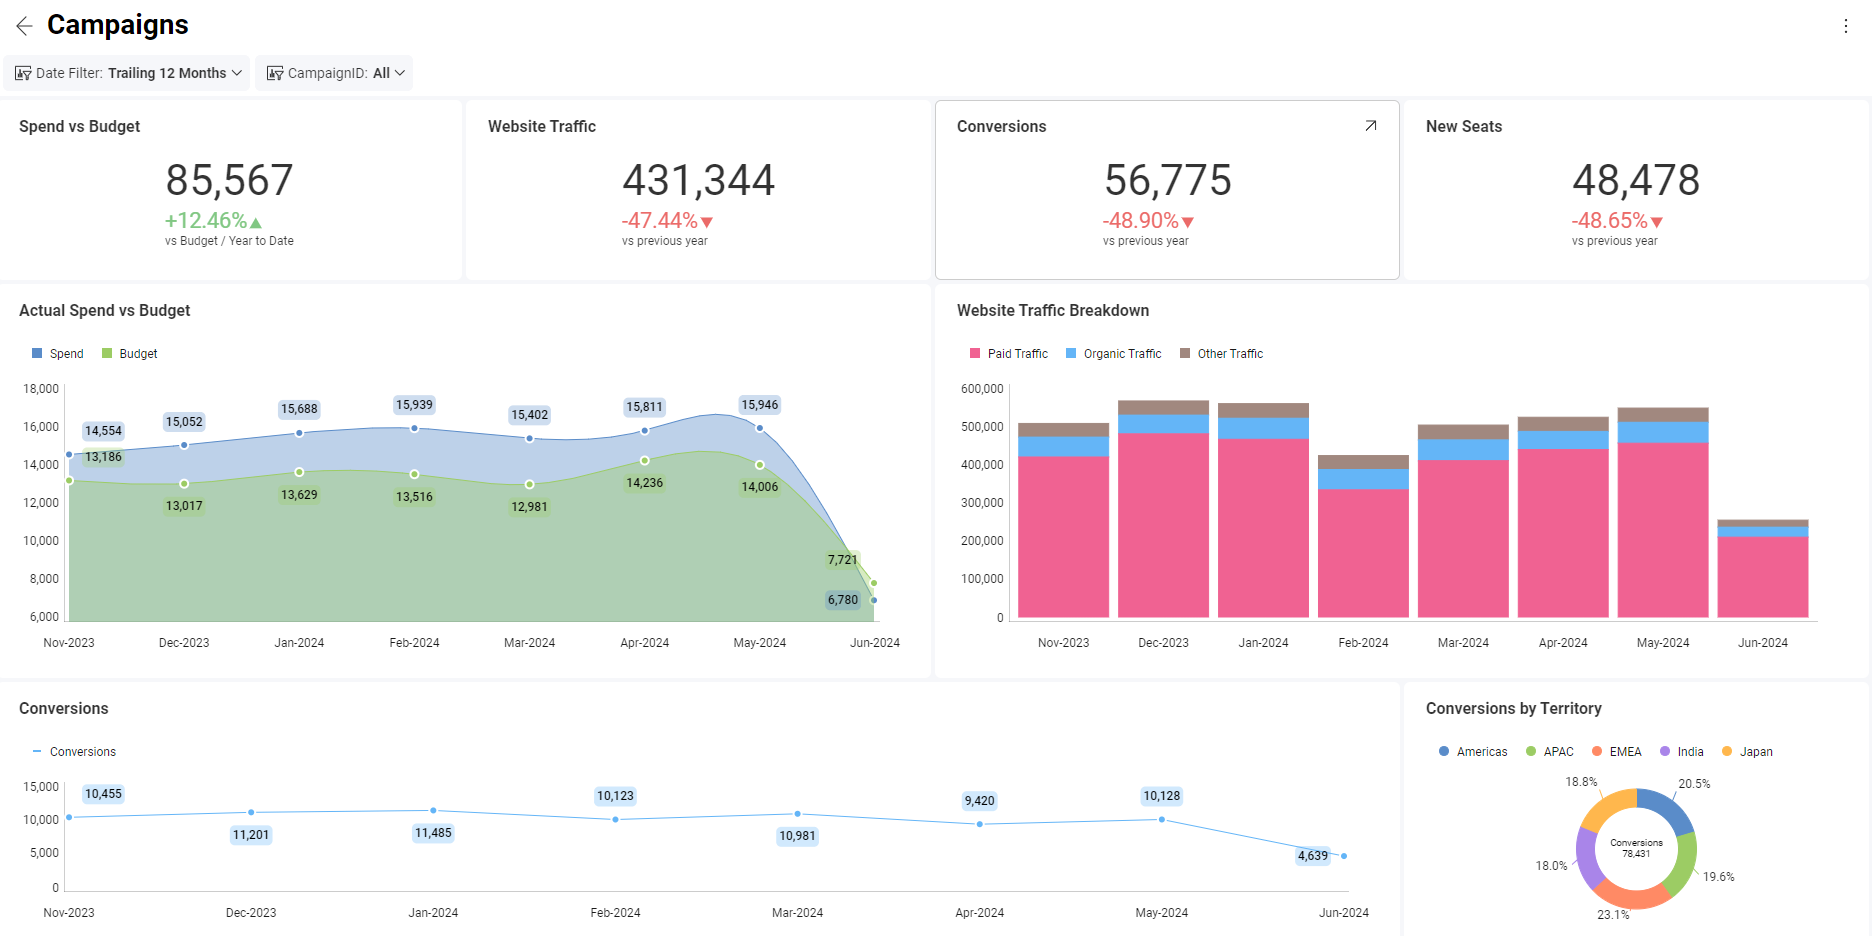 Campaigns
Date Filter: Trailing 12 Months
CampaignID: All
Spend vs Budget
85,567
+12.46%
vs Budget / Year to Date
Website Traffic
431,344
-47.44%
vs previous year
Conversions
56,775
-48.90%
vs previous year
New Seats
48,478
-48.65%
vs previous year
Actual Spend vs Budget
Spend
Budget
18,000
16,000
14,000
12,000
10,000
8,000
6,000
14,554
15,052
15,688
15,939
15,402
15,811
15,946
6,780
13,186
13,017
13,629
13,516
12,981
14,236
14,006
7,721
Nov-2023
Dec-2023
Jan-2024
Feb-2024
Mar-2024
Apr-2024
May-2024
Jun-2024
Website Traffic Breakdown
Paid Traffic
Organic Traffic
Other Traffic
600,000
500,000
400,000
300,000
200,000
100,000
0
Nov-2023
Dec-2023
Jan-2024
Feb-2024
Mar-2024
Apr-2024
May-2024
Jun-2024
Conversions
Conversions
15,000
10,000
5,000
0
10,455
11,201
11,485
10,123
10,981
9,420
10,128
4,639
Nov-2023
Dec-2023
Jan-2024
Feb-2024
Mar-2024
Apr-2024
May-2024
Jun-2024
Conversions by Territory
Americas
APAC
EMEA
India
Japan
18.8%
20.5%
Conversions
78,431
18.0%
19.6%
23.1%